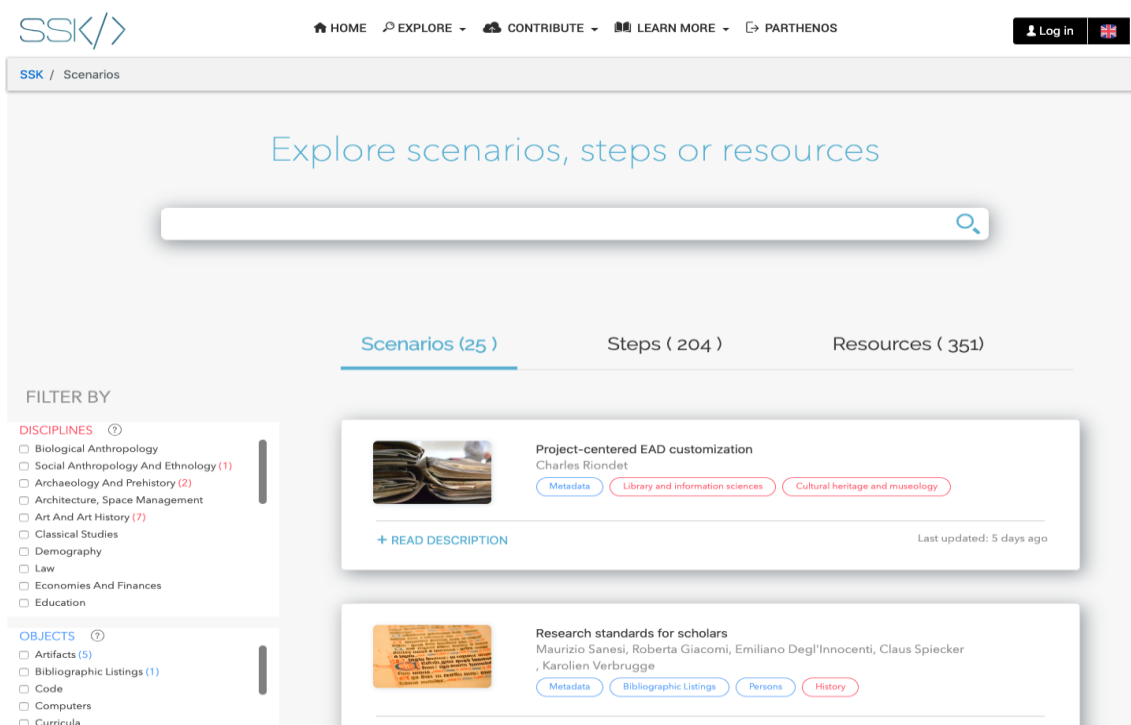 SSK</>
HOME EXPLORE CONTRIBUTE LEARN MORE PARTHENOS Log in
SSK / Scenarios
Explore scenarios, steps or resources
Scenarios (25 ) Steps ( 204 ) Resources ( 351)
FILTER BY
DISCIPLINES ?
Biological Anthropology
Social Anthropology And Ethnology (1)
Archaeology And Prehistory (2)
Architecture, Space Management
Art And Art History (7)
Classical Studies
Demography
Law
Economies And Finances
Education
OBJECTS ?
Artifacts (5)
Bibliographic Listings (1)
Code
Computers
Curricula
Project-centered EAD customization
Charles Riondet
Metadata Library and information sciences Cultural heritage and museology
+ READ DESCRIPTION Last updated: 5 days ago
Research standards for scholars
Maurizio Sanesi, Roberta Giacomi, Emiliano Degl'Innocenti, Claus Spiecker
, Karolien Verbrugge
Metadata Bibliographic Listings Persons History